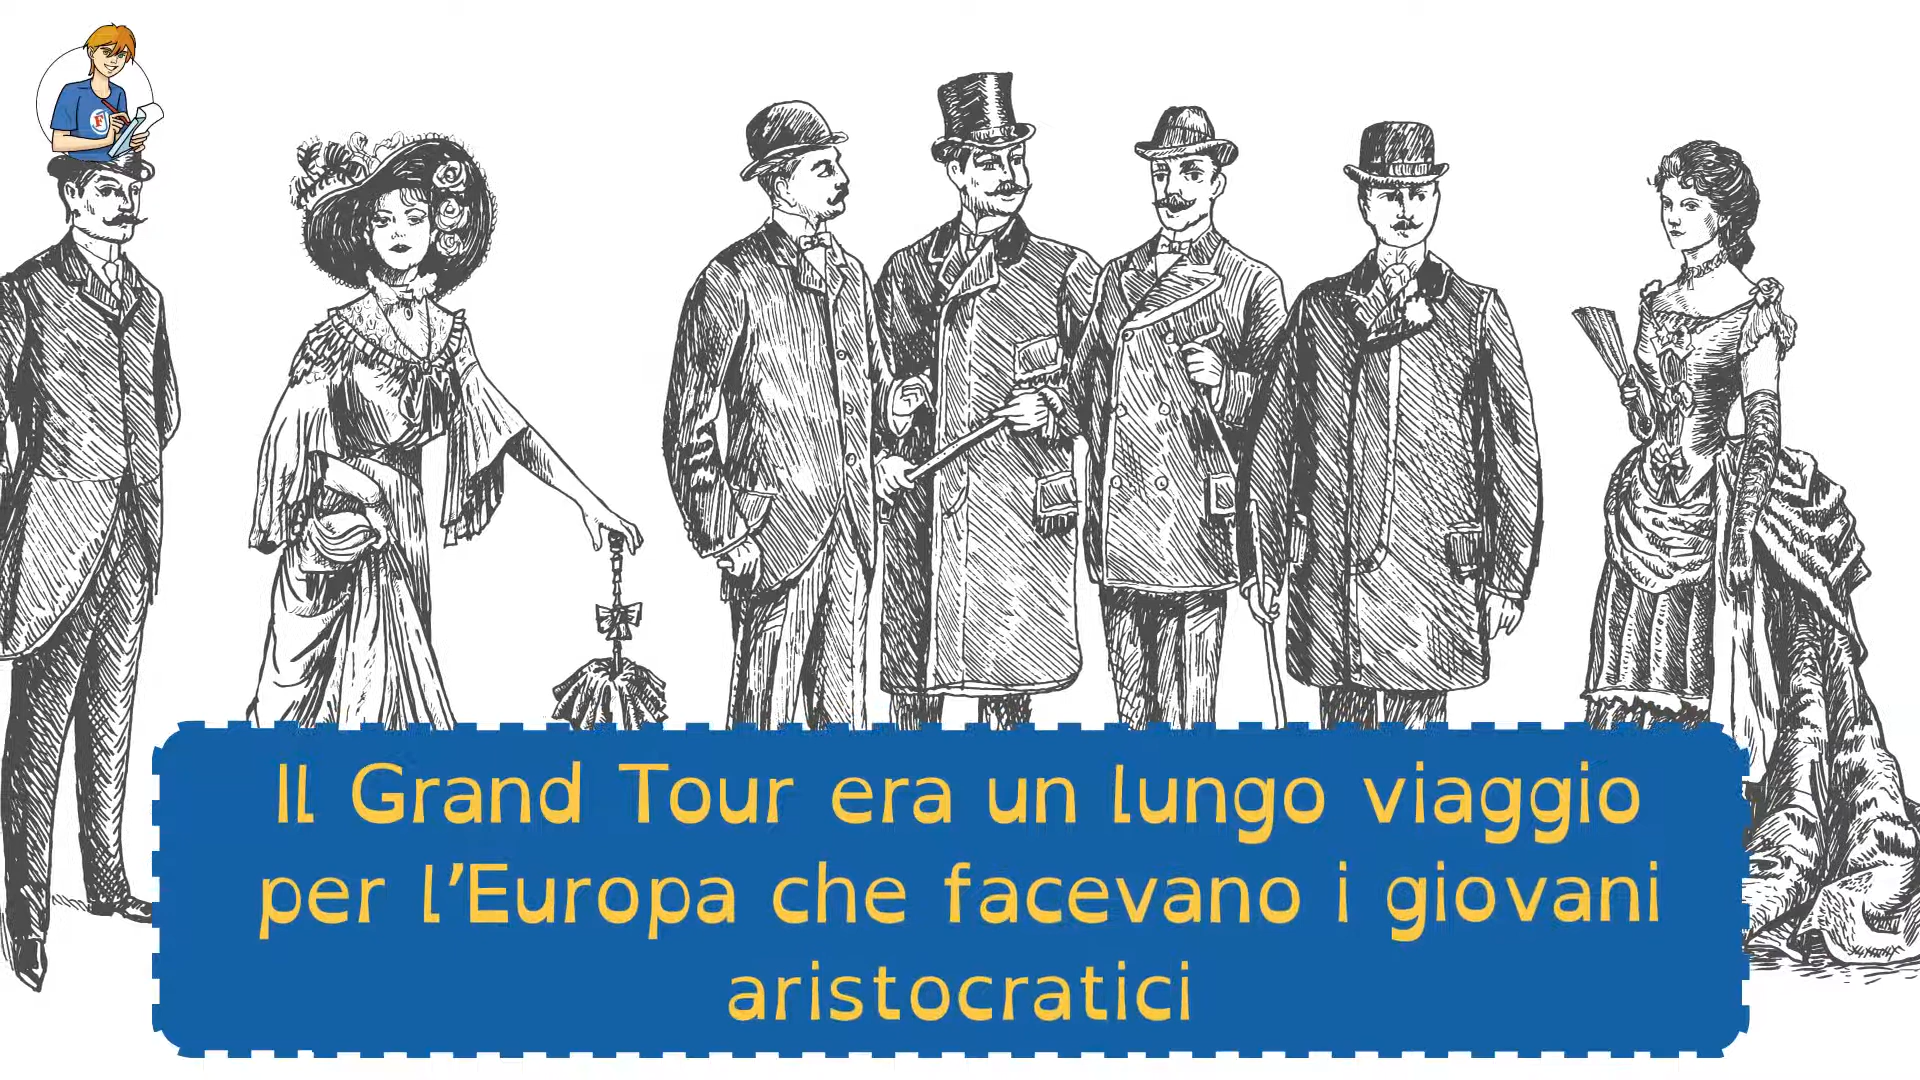 Il Grand Tour era un lungo viaggio
per l'Europa che facevano i giovani
aristocratici
F